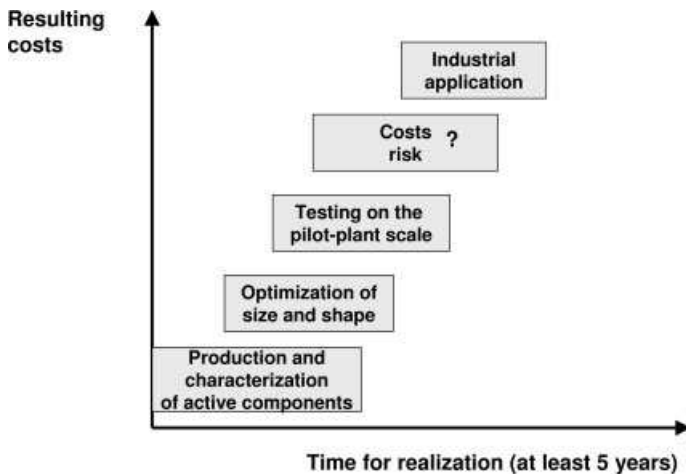 Resulting
costs
Industrial
application
Costs ?
risk
Testing on the
pilot-plant scale
Optimization of
size and shape
Production and
characterization
of active components
Time for realization (at least 5 years)